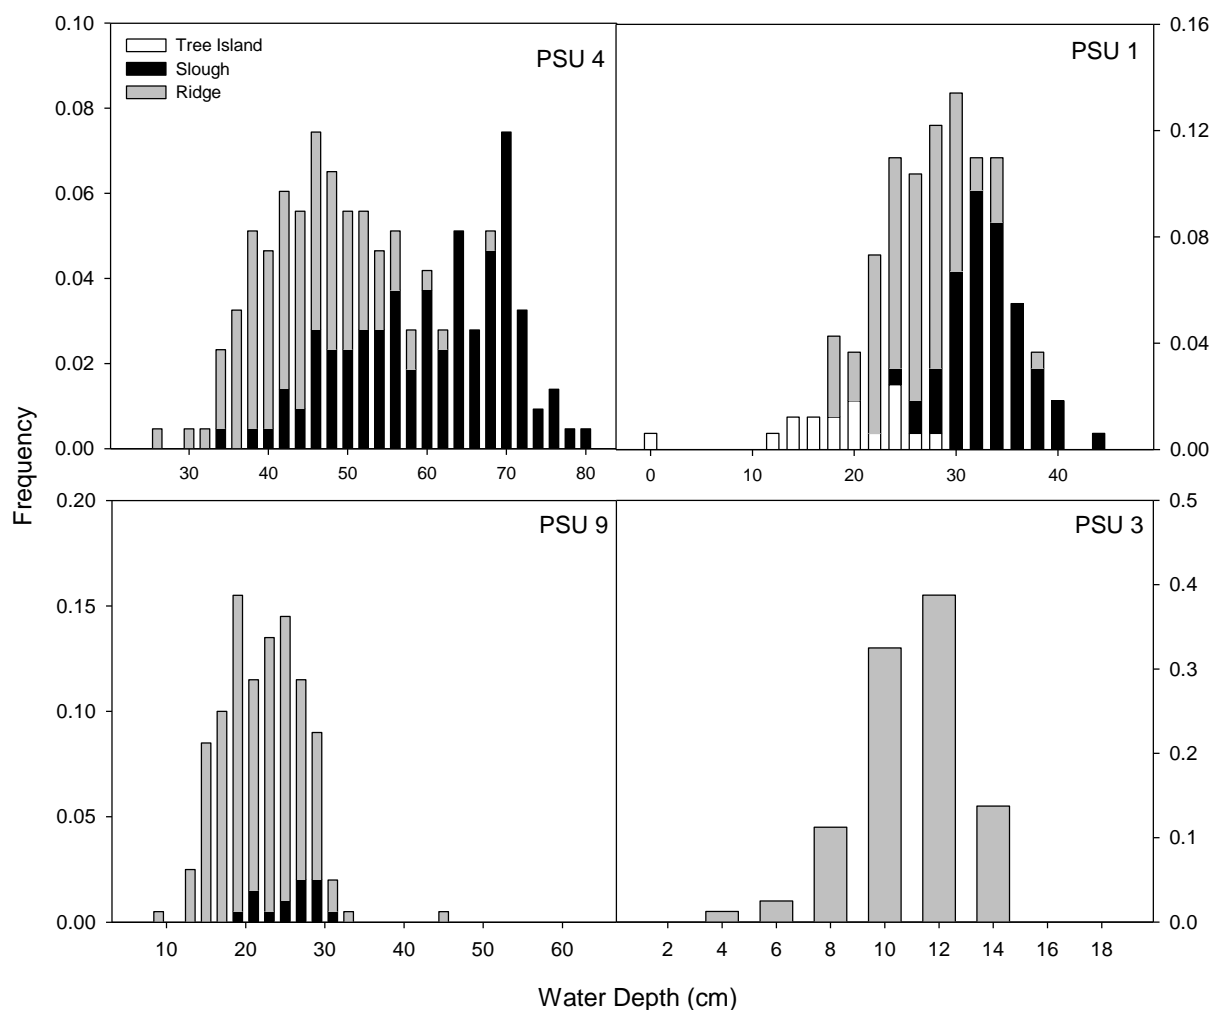 0.10
0.08
0.06
0.04
0.02
0.00
Tree Island
Slough
Ridge
PSU 4
30 40 50 60 70 80
PSU 1
0.16
0.12
0.08
0.04
0.00
0 10 20 30 40
Frequency
0.20
0.15
0.10
0.05
0.00
PSU 9
10 20 30 40 50 60
PSU 3
0.5
0.4
0.3
0.2
0.1
0.0
2 4 6 8 10 12 14 16 18
Water Depth (cm)